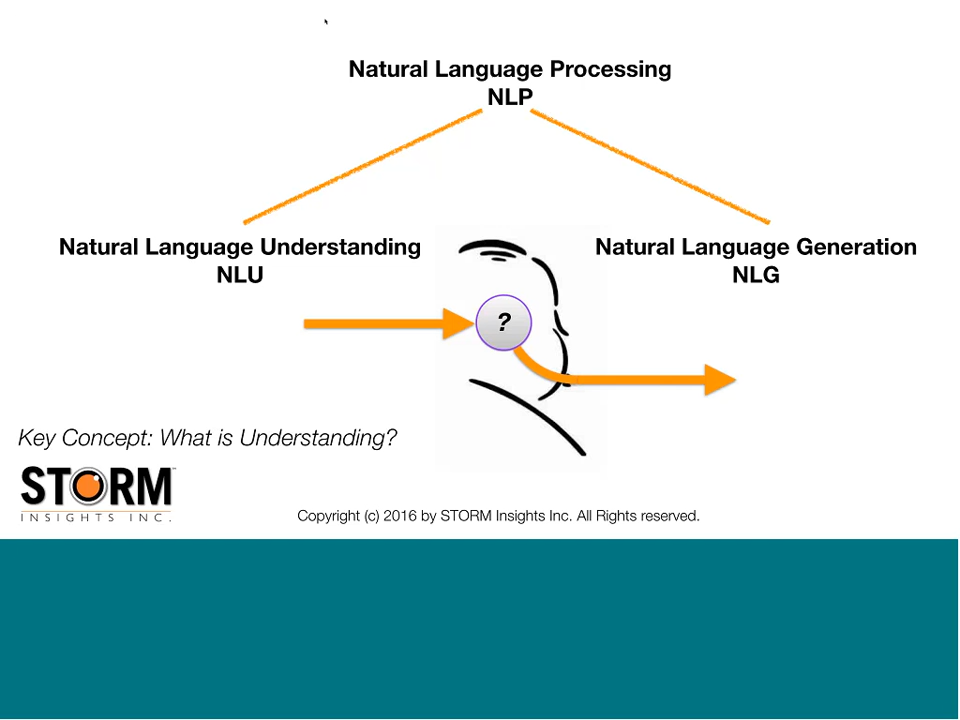 Natural Language Processing
NLP
Natural Language Understanding
NLU
Natural Language Generation
NLG
?
Key Concept: What is Understanding?
STORM™
INSIGHTS INC.
Copyright (c) 2016 by STORM Insights Inc. All Rights reserved.